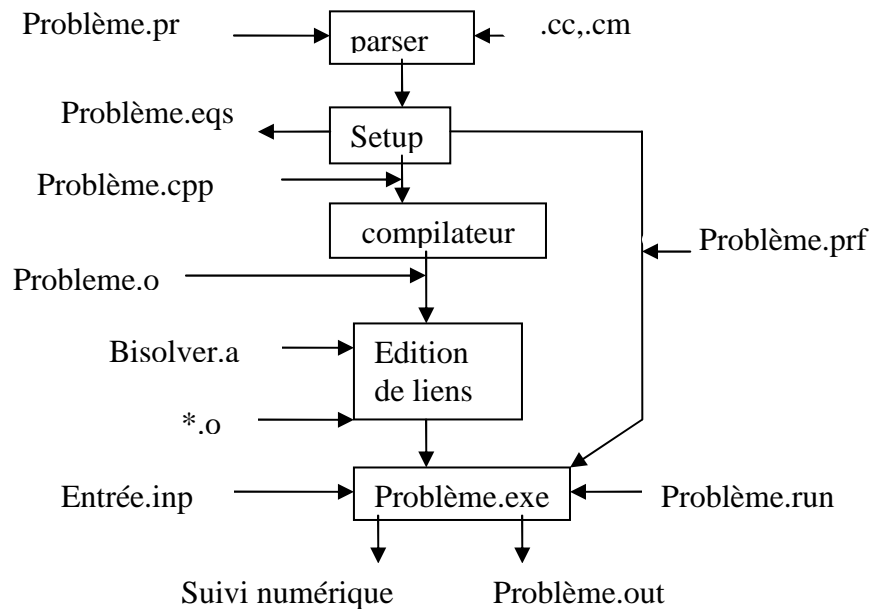 Problème.pr
parser
.cc,.cm
Problème.eqs
Setup
Problème.cpp
compilateur
Problème.prf
Probleme.o
Bisolver.a
Edition
de liens
*.o
Entrée.inp
Problème.exe
Problème.run
Suivi numérique
Problème.out